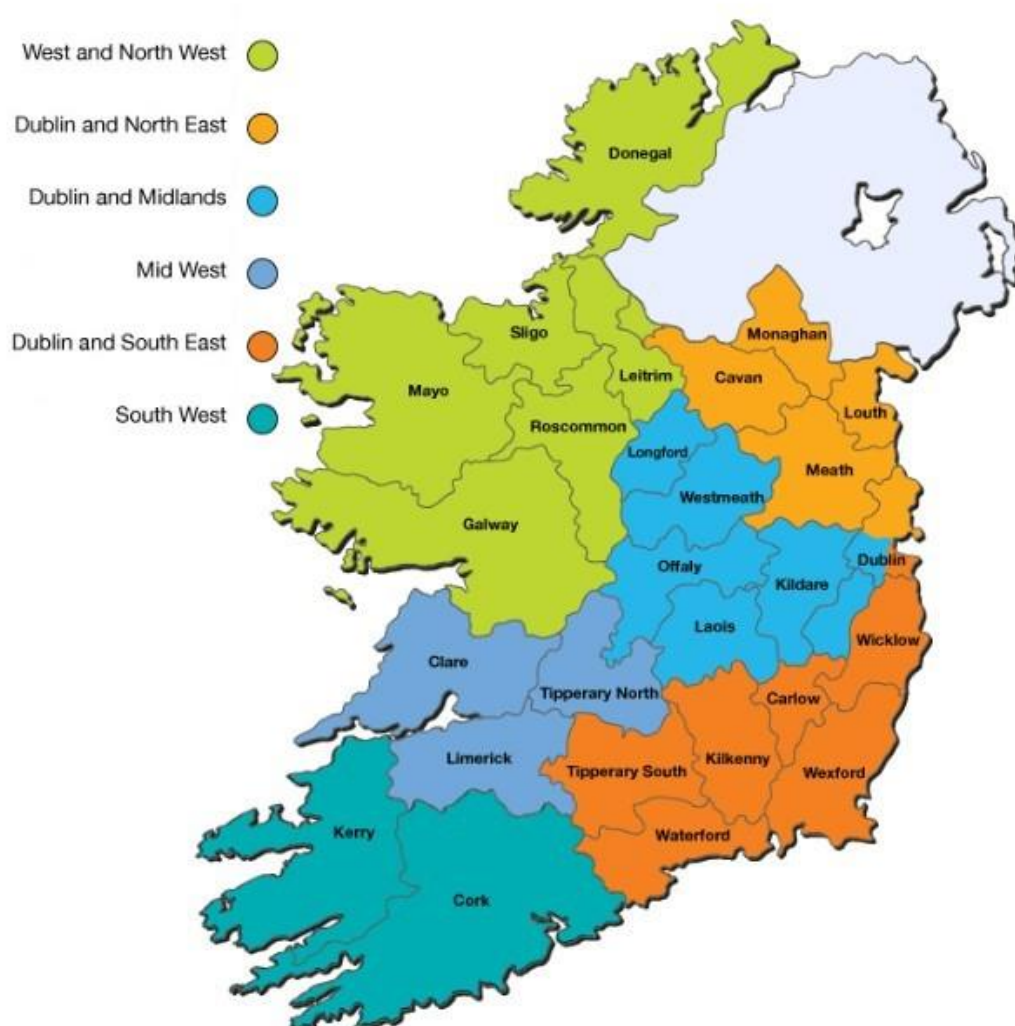 West and North West
Dublin and North East
Dublin and Midlands
Mid West
Dublin and South East
South West
Donegal
Monaghan
Sligo
Leitrim
Cavan
Mayo
Louth
Roscommon
Longford
Meath
Westmeath
Galway
Dublin
Offaly
Kildare
Laois
Wicklow
Clare
Tipperary North
Carlow
Limerick
Kilkenny
Tipperary South
Wexford
Kerry
Waterford
Cork